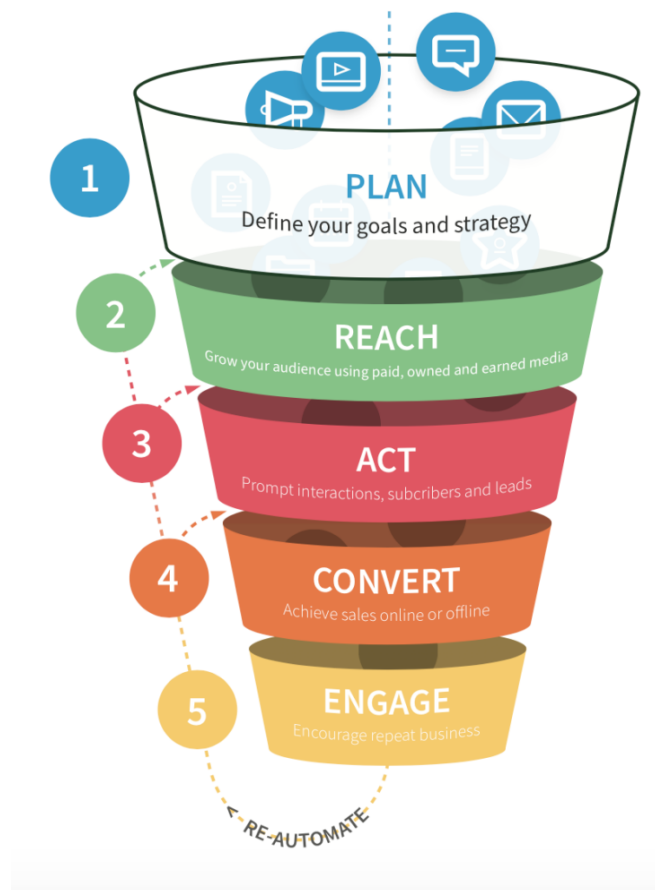 1
PLAN
Define your goals and strategy
2
REACH
Grow your audience using paid, owned and earned media
3
ACT
Prompt interactions, subcribers and leads
4
CONVERT
Achieve sales online or offline
5
ENGAGE
Encourage repeat business
< RE-AUTOMATE